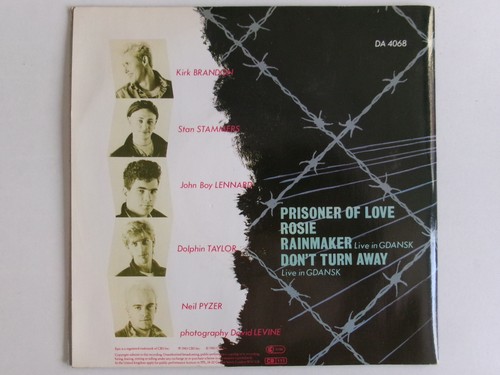 DA 4068
Kirk BRANDON
Stan STAMMERS
John Boy LENNARD
Dolphin TAYLOR
Neil PYZER
photography David LEVINE
PRISONER OF LOVE
ROSIE
RAINMAKER Live in GDANSK
DON'T TURN AWAY
Live in GDANSK